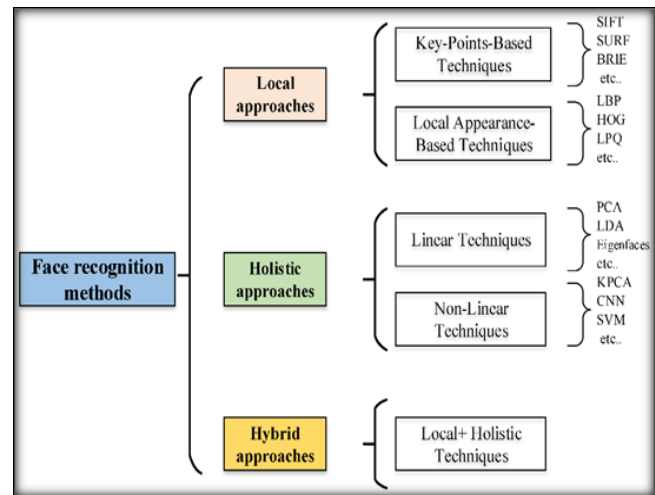 Face recognition
methods
Local
approaches
Key-Points-Based
Techniques
SIFT
SURF
BRIE
etc..
Local Appearance-
Based Techniques
LBP
HOG
LPQ
etc..
Holistic
approaches
Linear Techniques
PCA
LDA
Eigenfaces
etc..
Non-Linear
Techniques
KPCA
CNN
SVM
etc..
Hybrid
approaches
Local+ Holistic
Techniques